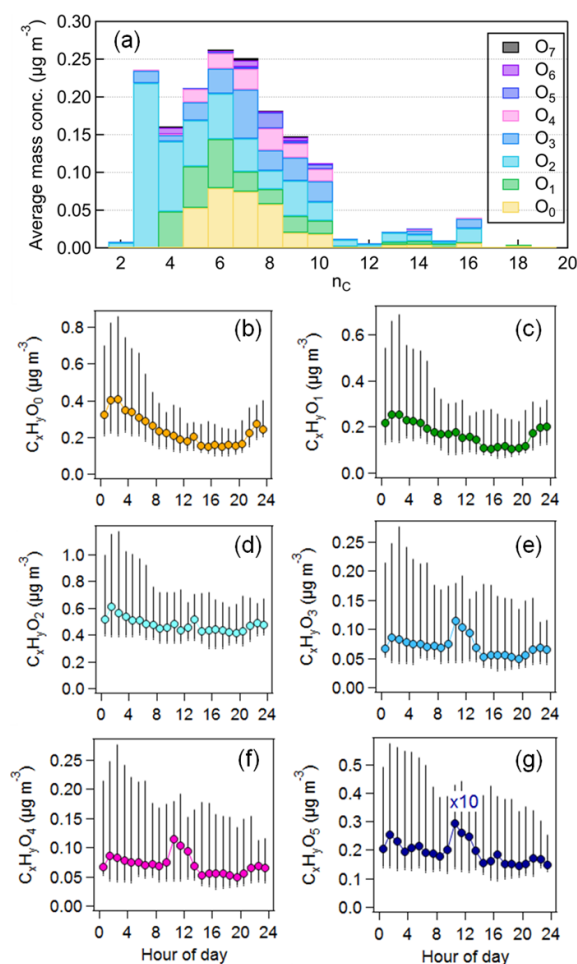 (a)
Average mass conc. (µg m⁻³)
0.30
0.25
0.20
0.15
0.10
0.05
0.00
2 4 6 8 10 12 14 16 18 20
n_C
O₇
O₆
O₅
O₄
O₃
O₂
O₁
O₀
(b)
CₓHᵧO₀ (µg m⁻³)
0.8
0.6
0.4
0.2
0.0
0 4 8 12 16 20 24
(c)
CₓHᵧO₁ (µg m⁻³)
0.6
0.4
0.2
0.0
0 4 8 12 16 20 24
(d)
CₓHᵧO₂ (µg m⁻³)
1.0
0.8
0.6
0.4
0.2
0.0
0 4 8 12 16 20 24
(e)
CₓHᵧO₃ (µg m⁻³)
0.25
0.20
0.15
0.10
0.05
0.00
0 4 8 12 16 20 24
(f)
CₓHᵧO₄ (µg m⁻³)
0.25
0.20
0.15
0.10
0.05
0.00
0 4 8 12 16 20 24
Hour of day
(g)
x10
CₓHᵧO₅ (µg m⁻³)
0.5
0.4
0.3
0.2
0.1
0.0
0 4 8 12 16 20 24
Hour of day